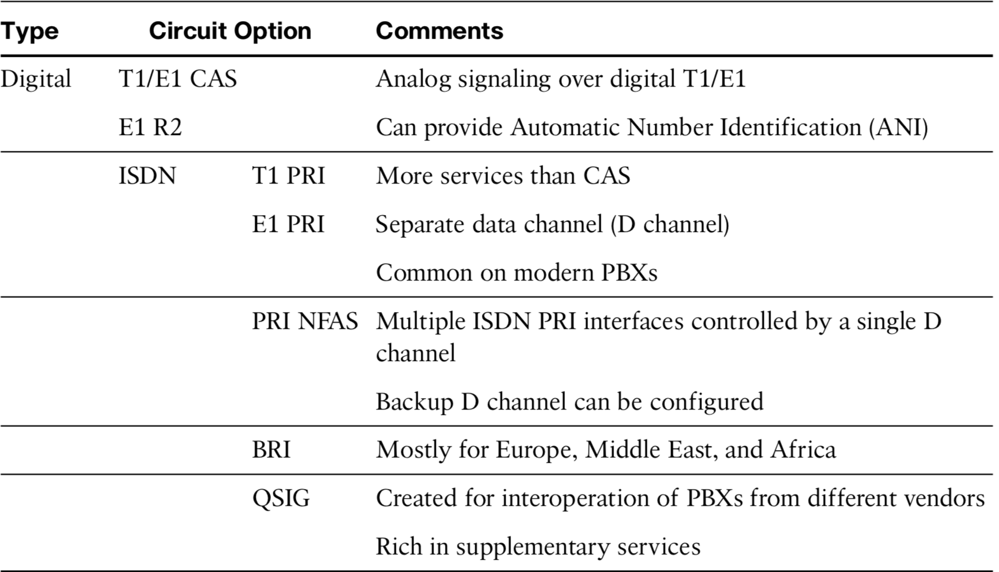 Type Circuit Option Comments
Digital T1/E1 CAS Analog signaling over digital T1/E1
E1 R2 Can provide Automatic Number Identification (ANI)
ISDN T1 PRI More services than CAS
E1 PRI Separate data channel (D channel)
Common on modern PBXs
PRI NFAS Multiple ISDN PRI interfaces controlled by a single D
channel
Backup D channel can be configured
BRI Mostly for Europe, Middle East, and Africa
QSIG Created for interoperation of PBXs from different vendors
Rich in supplementary services